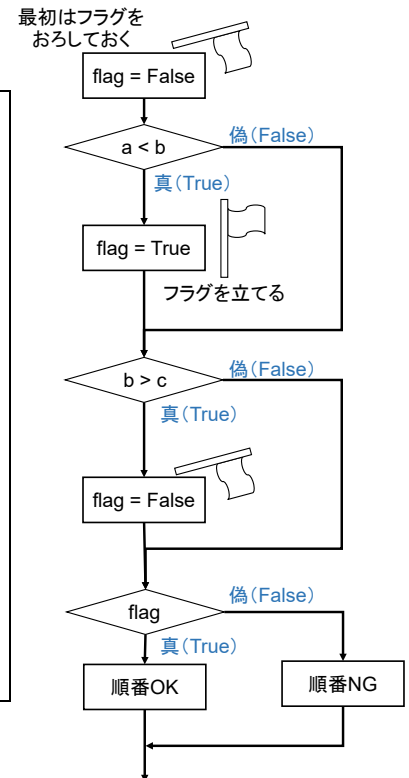 最初はフラグを
おろしておく
flag = False
a < b
偽（False）
真（True）
flag = True
フラグを立てる
b > c
偽（False）
真（True）
flag = False
flag
偽（False）
真（True）
順番OK
順番NG